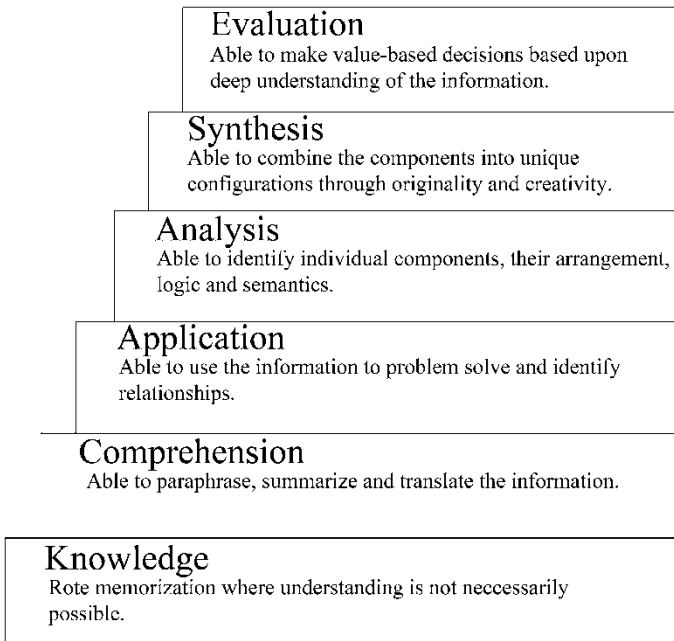 Evaluation
Able to make value-based decisions based upon
deep understanding of the information.
Synthesis
Able to combine the components into unique
configurations through originality and creativity.
Analysis
Able to identify individual components, their arrangement,
logic and semantics.
Application
Able to use the information to problem solve and identify
relationships.
Comprehension
Able to paraphrase, summarize and translate the information.
Knowledge
Rote memorization where understanding is not neccessarily
possible.